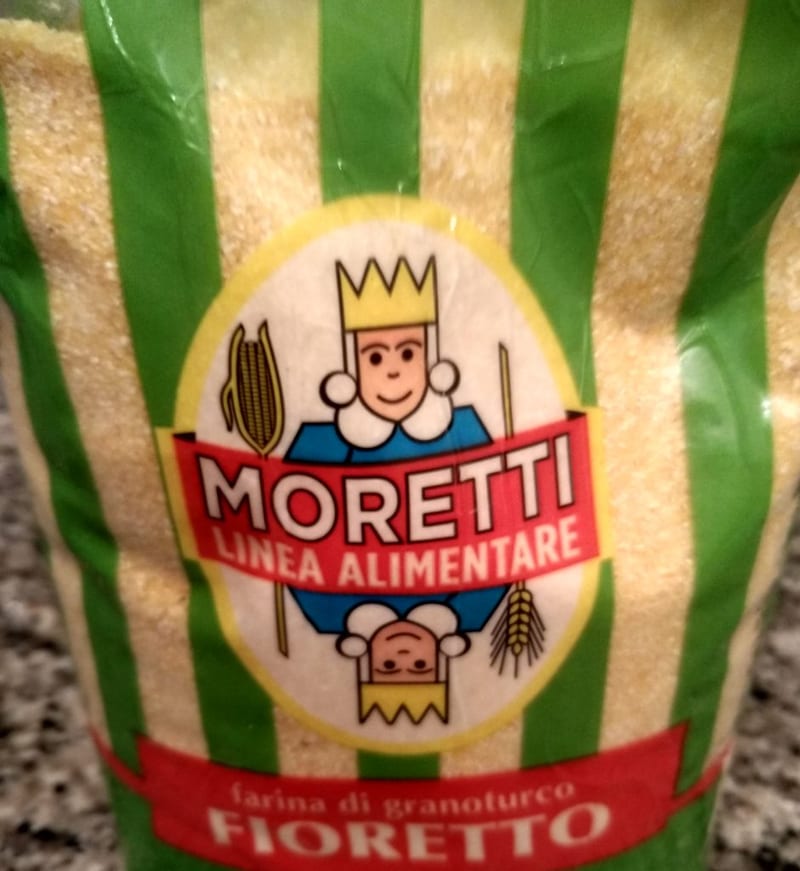 MORETTI
LINEA ALIMENTARE
farina di granoturco
FIORETTO